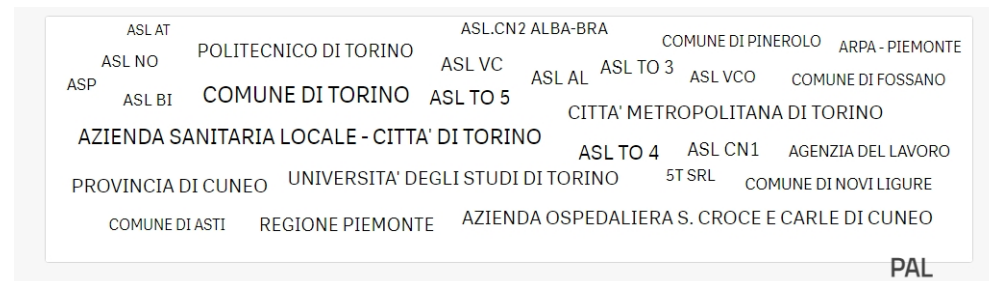 ASL AT
ASL.CN2 ALBA-BRA
COMUNE DI PINEROLO
ARPA - PIEMONTE
POLITECNICO DI TORINO
ASL NO
ASL VC
ASL TO 3
ASL AL
ASL VCO
COMUNE DI FOSSANO
ASP
ASL BI
COMUNE DI TORINO
ASL TO 5
CITTA' METROPOLITANA DI TORINO
AZIENDA SANITARIA LOCALE - CITTA' DI TORINO
ASL TO 4
ASL CN1
AGENZIA DEL LAVORO
PROVINCIA DI CUNEO
UNIVERSITA' DEGLI STUDI DI TORINO
5T SRL
COMUNE DI NOVI LIGURE
COMUNE DI ASTI
REGIONE PIEMONTE
AZIENDA OSPEDALIERA S. CROCE E CARLE DI CUNEO
PAL